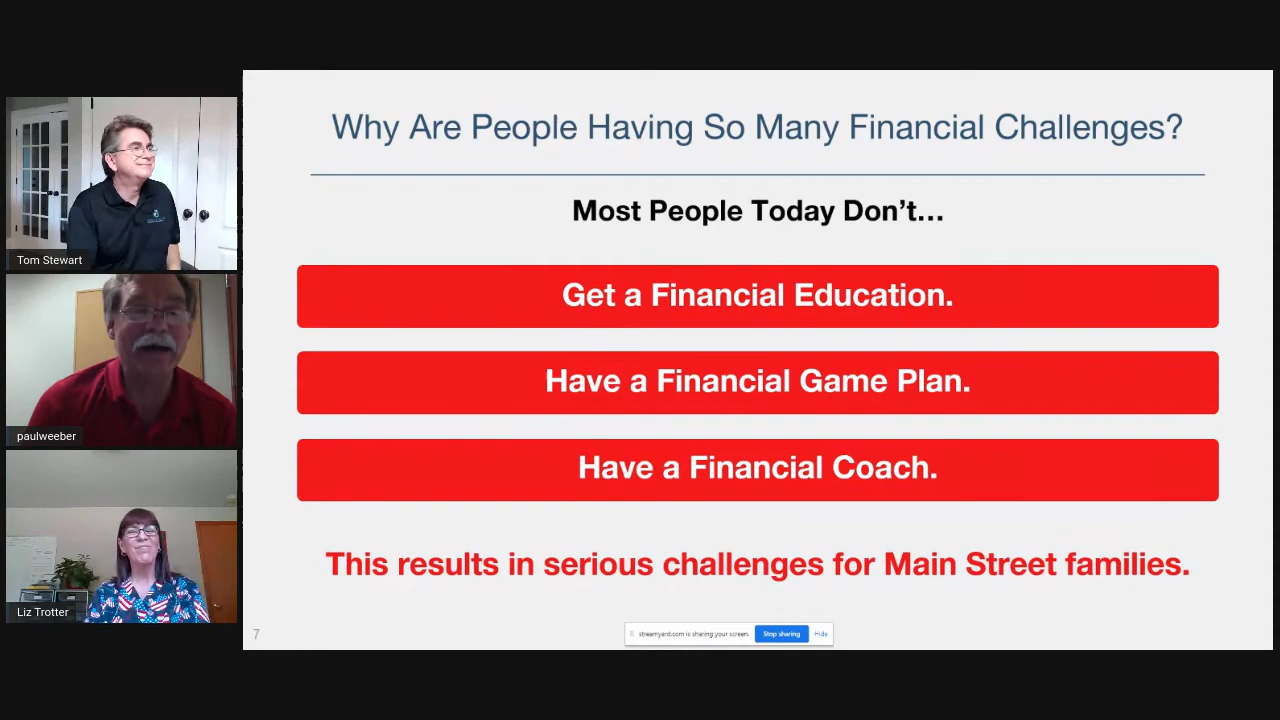 Why Are People Having So Many Financial Challenges?
Most People Today Don’t...
Get a Financial Education.
Have a Financial Game Plan.
Have a Financial Coach.
This results in serious challenges for Main Street families.
7
streamyard.com is sharing your screen.
Stop sharing
Hide
Tom Stewart
paulweeber
Liz Trotter